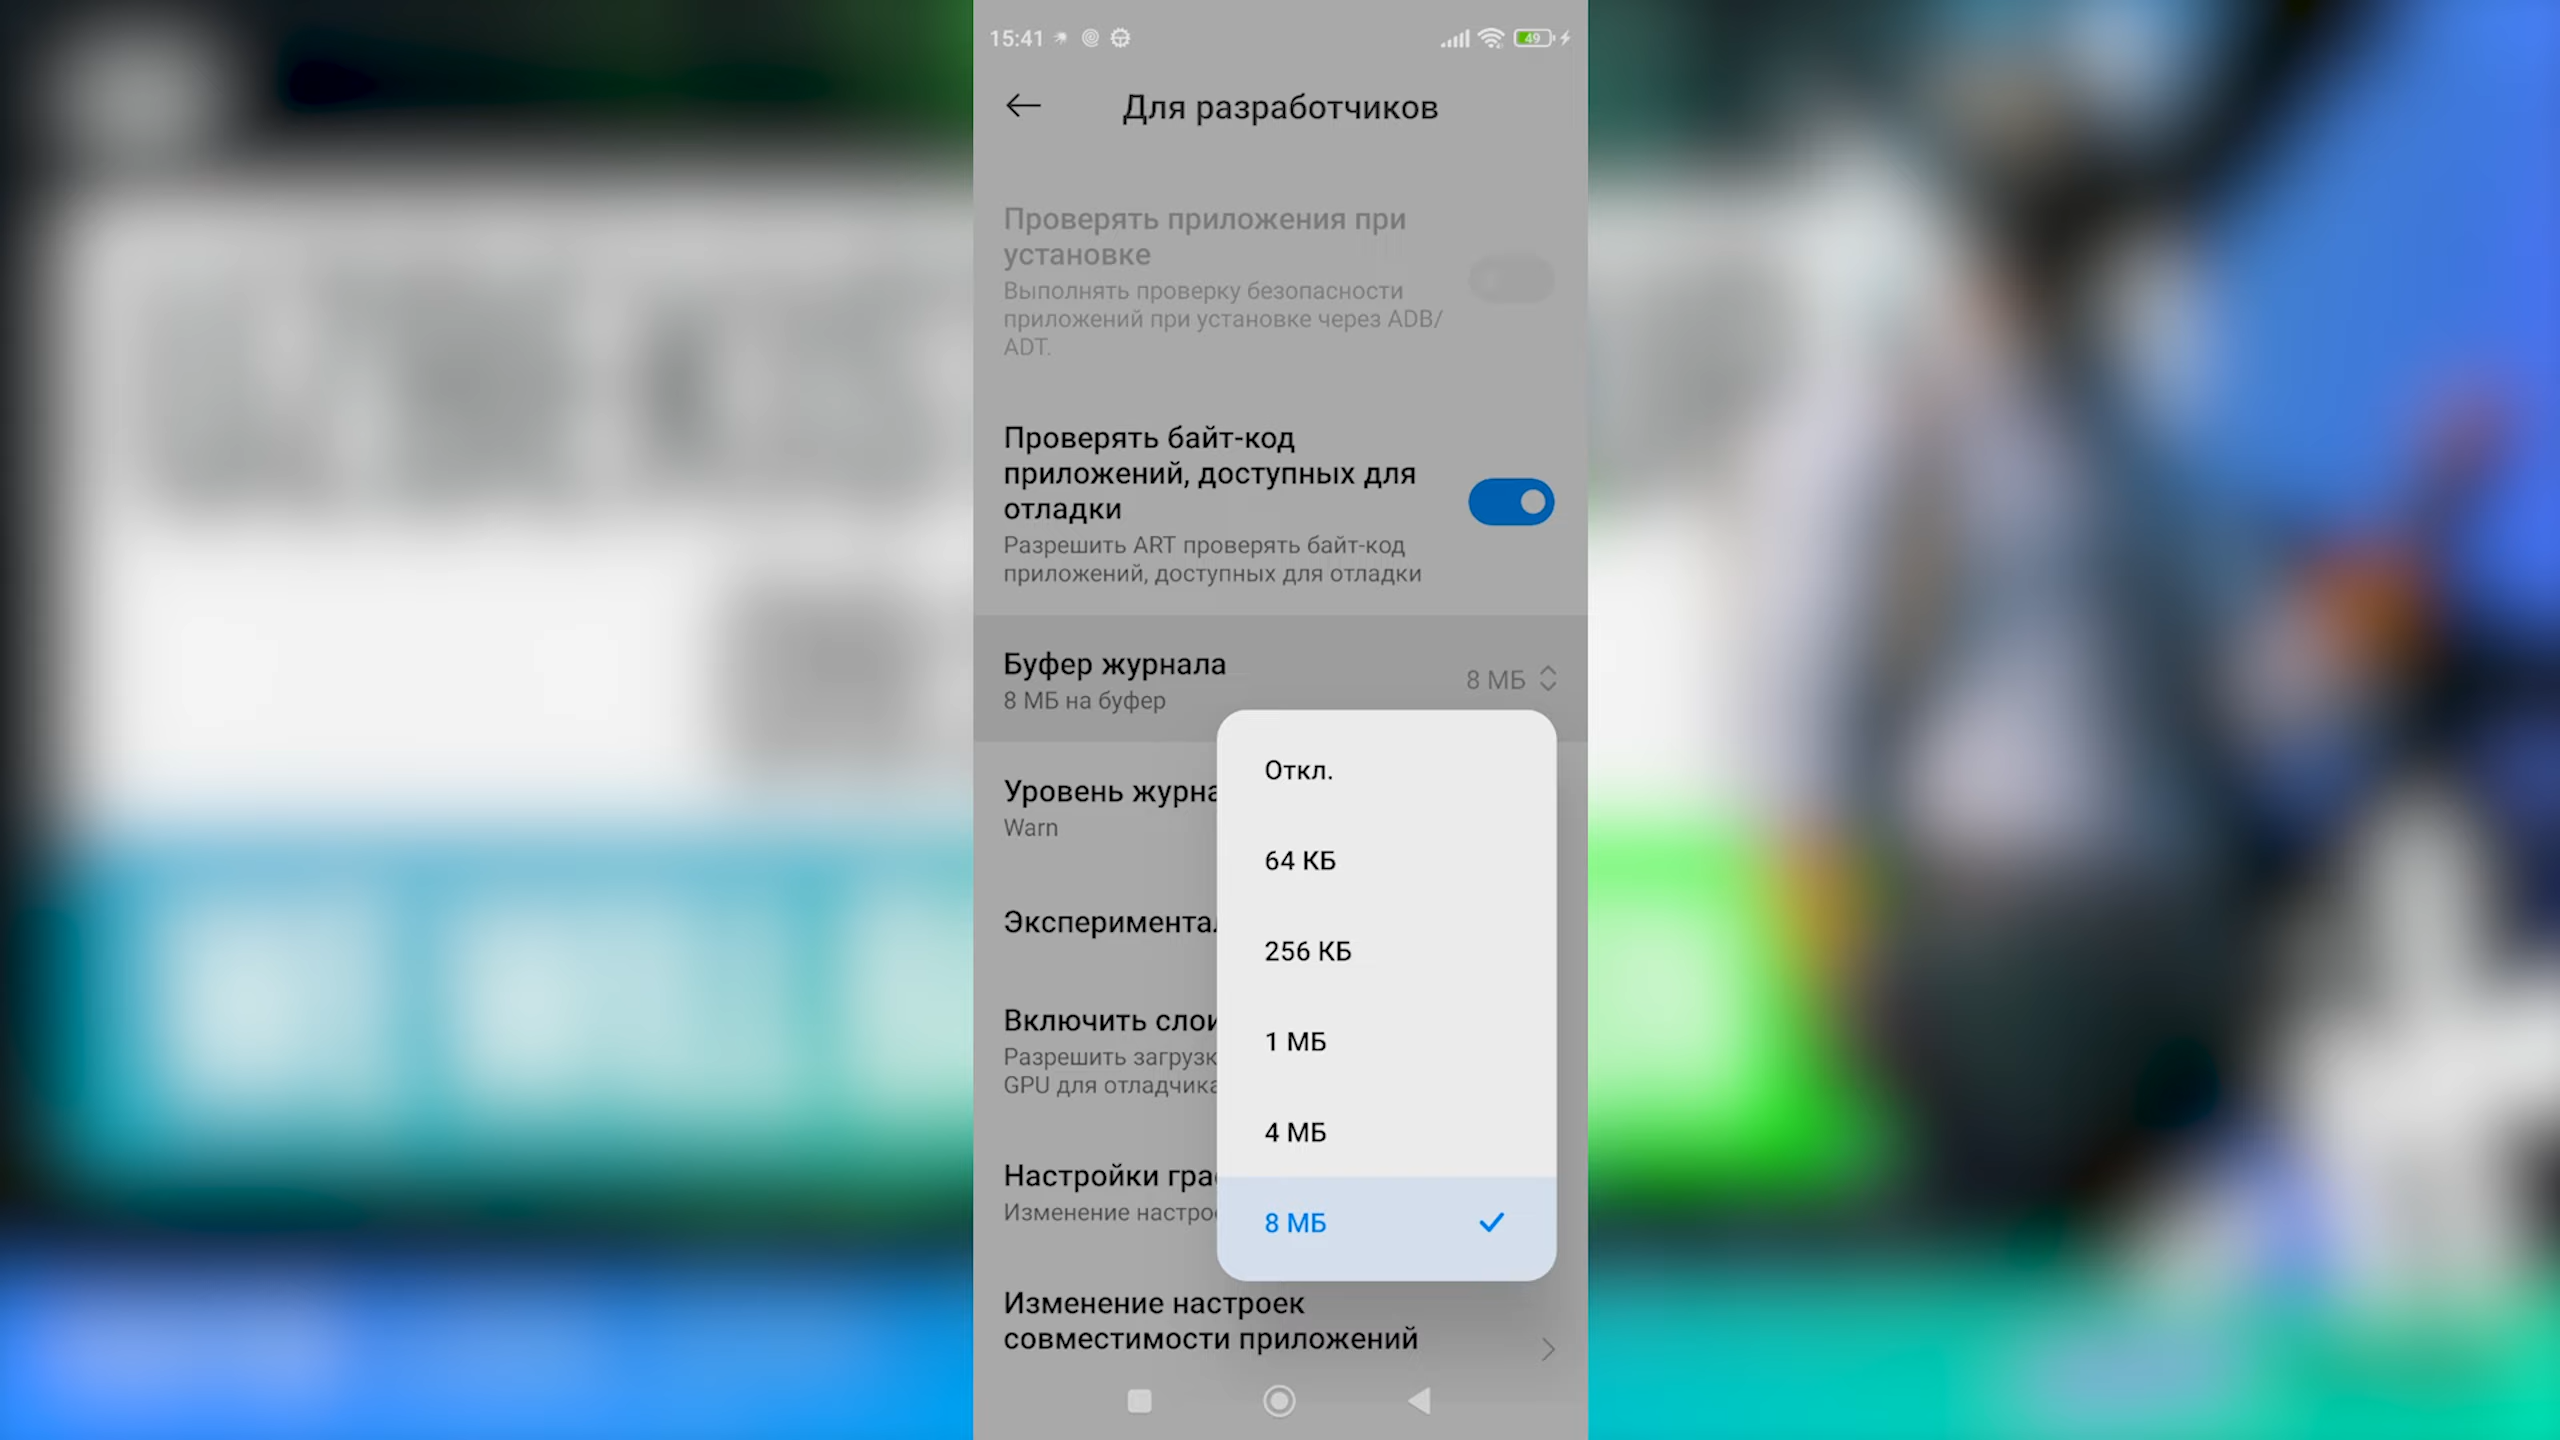 15:41
49
Для разработчиков
Проверять приложения при
установке
Выполнять проверку безопасности
приложений при установке через ADB/
ADT.
Проверять байт-код
приложений, доступных для
отладки
Разрешить ART проверять байт-код
приложений, доступных для отладки
Буфер журнала
8 МБ на буфер
8 МБ
Откл.
64 КБ
256 КБ
1 МБ
4 МБ
8 МБ
Уровень журна
Warn
Эксперимента
Включить слои
Разрешить загрузк
GPU для отладчика
Настройки гра
Изменение настро
Изменение настроек
совместимости приложений